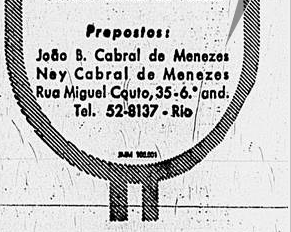 Prepostos:
João B. Cabral de Menezes
Ney Cabral de Menezes
Rua Miguel Couto, 35-6.º and.
Tel. 52-8137 - Rio